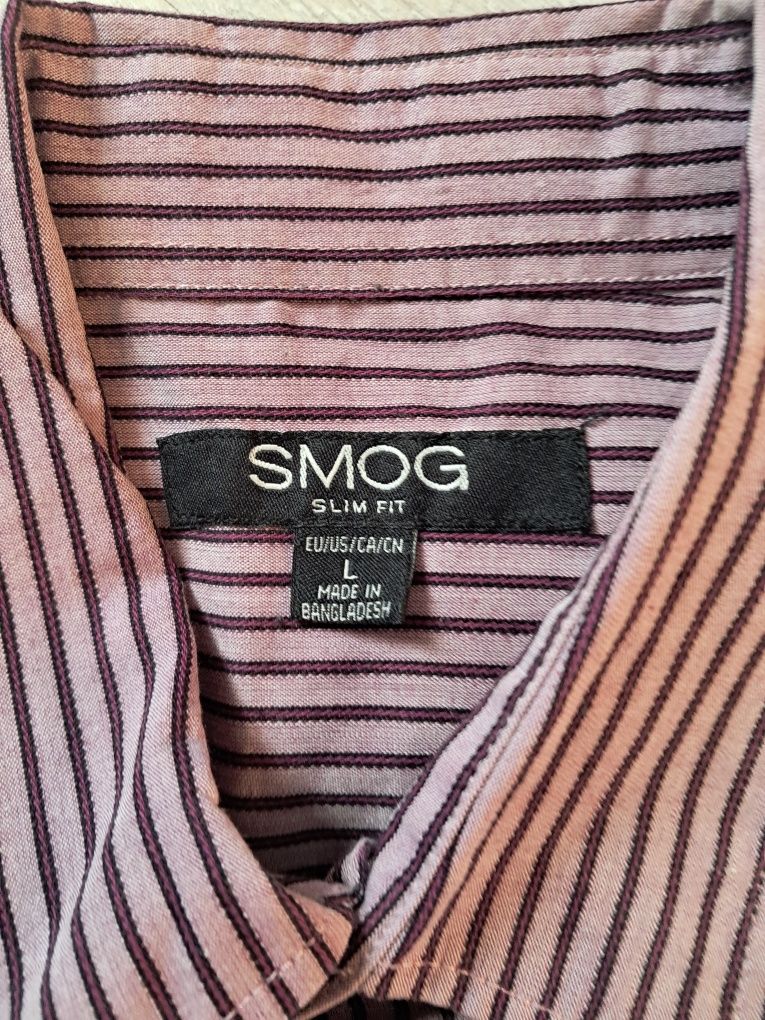 SMOG
SLIM FIT
EU/US/CA/CN
L
MADE IN
BANGLADESH